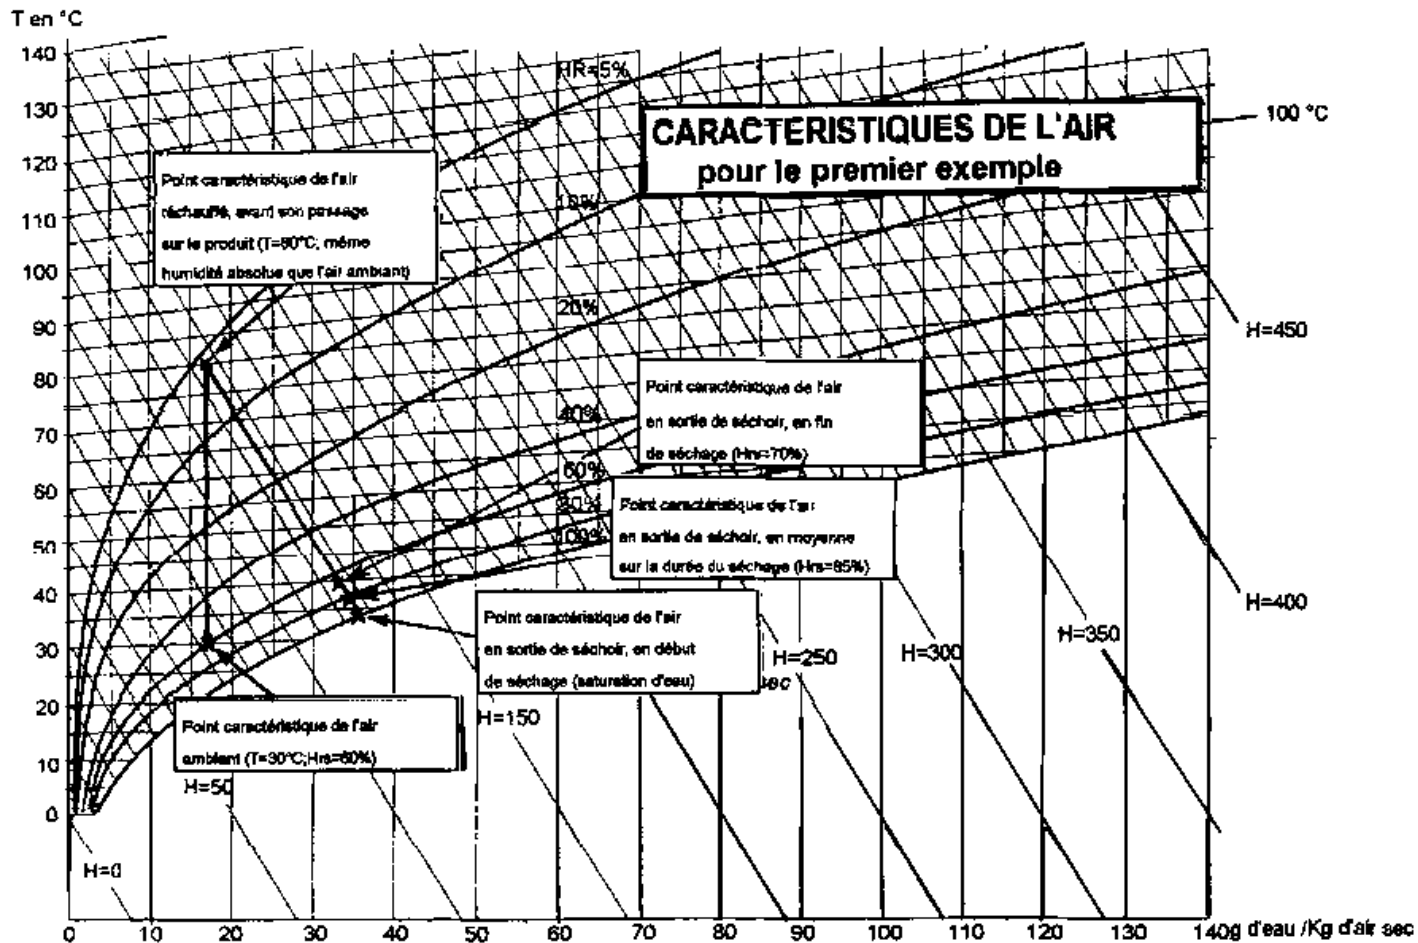 T en °C
140
130
120
110
100
90
80
70
60
50
40
30
20
10
0
HR=5%
10%
20%
40%
60%
80%
100%
CARACTERISTIQUES DE L'AIR
pour le premier exemple
100 °C
Point caractéristique de l'air
réchauffé, avant son passage
sur le produit (T=80°C; même
humidité absolue que l'air ambiant)
H=450
Point caractéristique de l'air
en sortie de séchoir, en fin
de séchage (Hrs=70%)
Point caractéristique de l'air
en sortie de séchoir, en moyenne
sur la durée du séchage (Hrs=85%)
H=400
Point caractéristique de l'air
en sortie de séchoir, en début
de séchage (saturation d'eau)
H=350
H=300
H=250
sec
H=150
Point caractéristique de l'air
ambiant (T=30°C;Hrs=60%)
H=50
H=0
0 10 20 30 40 50 60 70 80 90 100 110 120 130 140g d'eau /Kg d'air sec